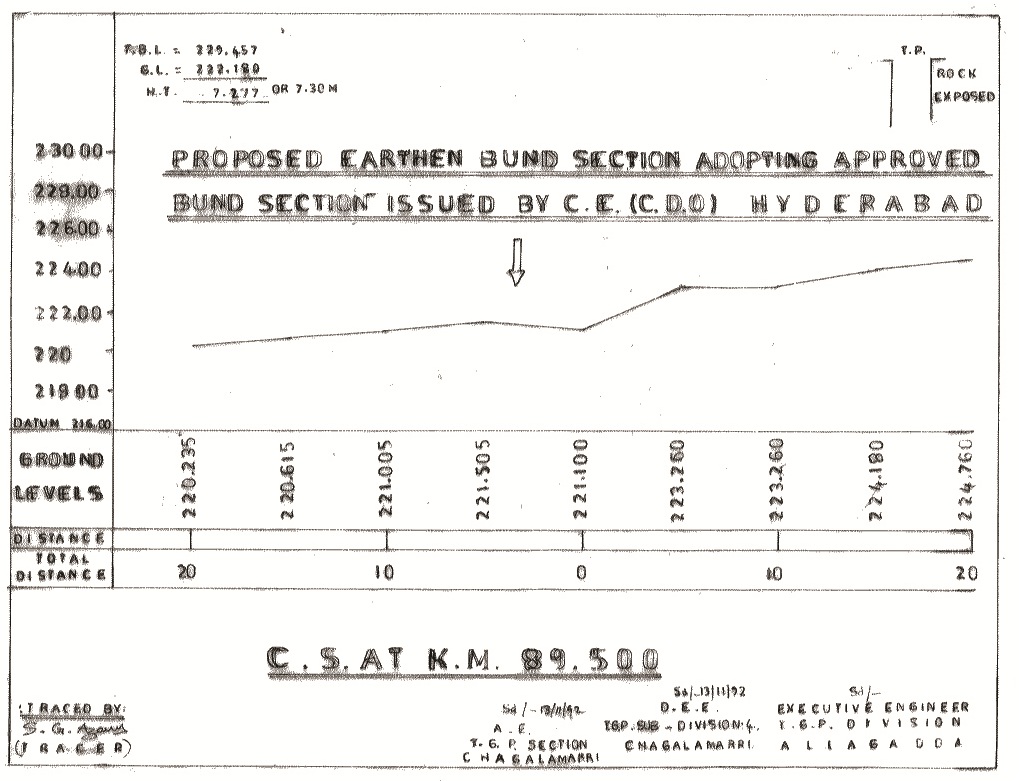 F.B.L. = 229.457
G.L. = 222.180
H.T. 7.277 OR 7.30 M
T.P.
ROCK
EXPOSED
PROPOSED EARTHEN BUND SECTION ADOPTING APPROVED
BUND SECTION ISSUED BY C.E. (C.D.O) HYDERABAD
230.00
228.00
226.00
224.00
222.00
220
218.00
DATUM 216.00
GROUND LEVELS 220.235 220.615 221.005 221.505 221.100 223.260 223.260 224.180 224.760
DISTANCE
TOTAL DISTANCE 20 10 0 10 20
C.S. AT K.M. 89.500
TRACED BY:
(TRACER)
Sd/- 13/11/92
A.E.
T.G.P. SECTION
CHAGALAMARRI
Sd/- 13/11/92
D.E.E.
TGP. SUB-DIVISION.4.
CHAGALAMARRI.
Sd/-
EXECUTIVE ENGINEER
T.G.P. DIVISION
ALLAGADDA